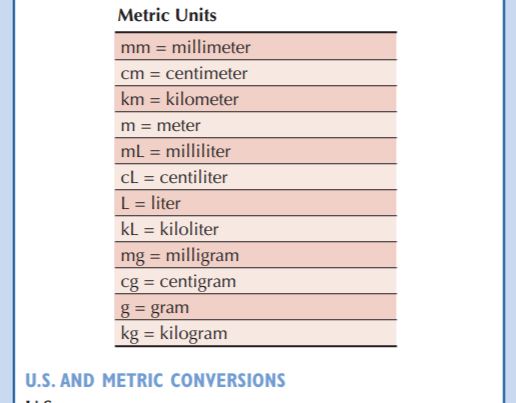 Metric Units
mm = millimeter
cm = centimeter
km = kilometer
m = meter
mL = milliliter
cL = centiliter
L = liter
kL = kiloliter
mg = milligram
cg = centigram
g = gram
kg = kilogram
U.S. AND METRIC CONVERSIONS